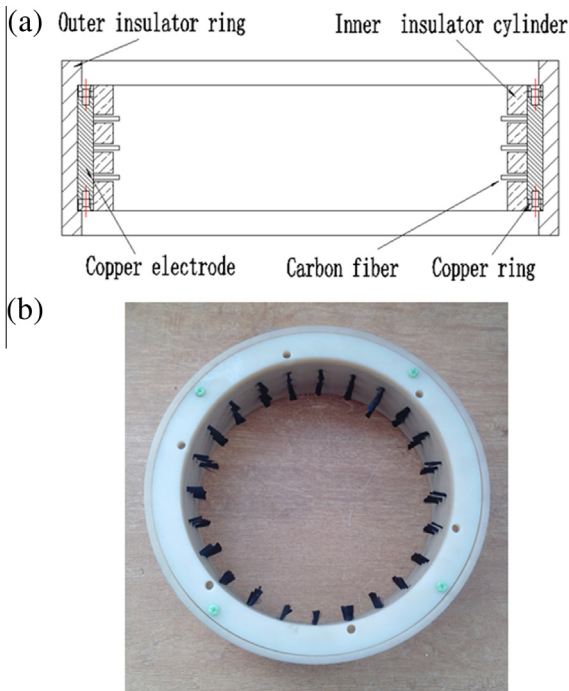 (a) Outer insulator ring Inner insulator cylinder
Copper electrode Carbon fiber Copper ring
(b)